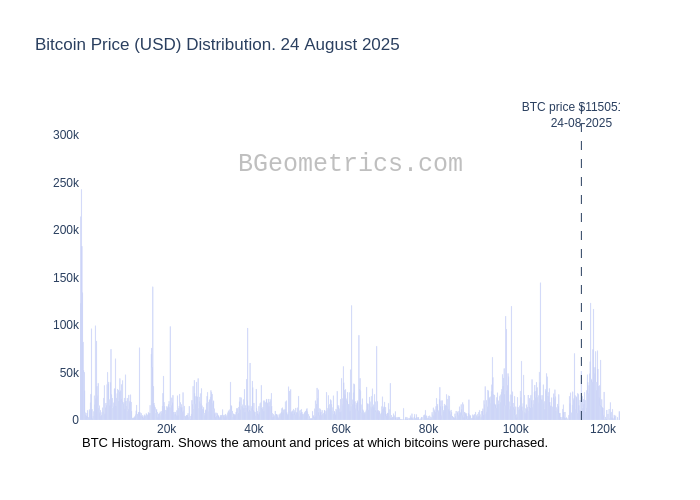 Bitcoin Price (USD) Distribution. 24 August 2025
BTC price $11505
24-08-2025
BGeometrics.com
300k
250k
200k
150k
100k
50k
0
20k 40k 60k 80k 100k 120k
BTC Histogram. Shows the amount and prices at which bitcoins were purchased.